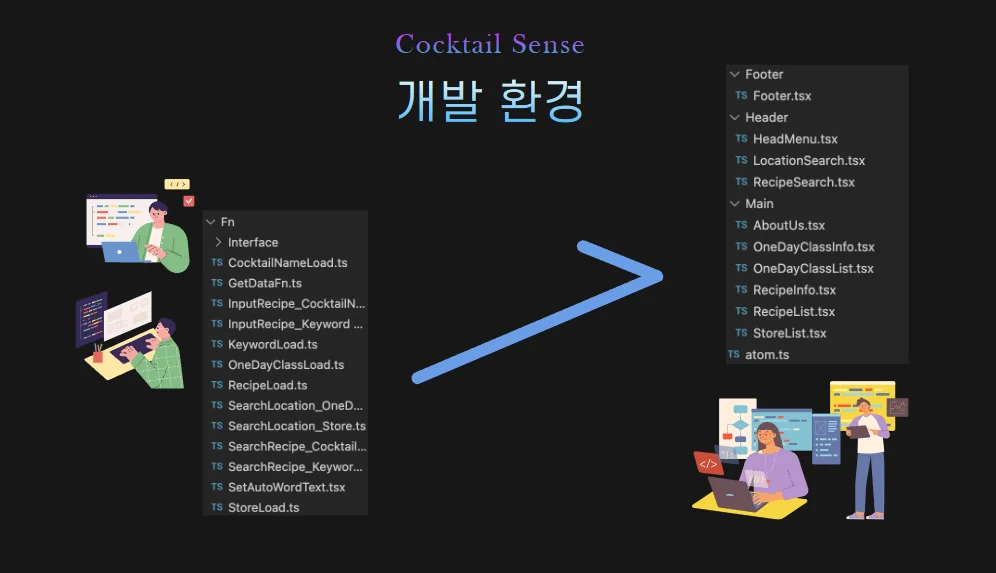 Cocktail Sense
개발 환경
Fn
Interface
TS CocktailNameLoad.ts
TS GetDataFn.ts
TS InputRecipe_CocktailN...
TS InputRecipe_Keyword ...
TS KeywordLoad.ts
TS OneDayClassLoad.ts
TS RecipeLoad.ts
TS SearchLocation_OneD...
TS SearchLocation_Store.ts
TS SearchRecipe_Cocktail...
TS SearchRecipe_Keywor...
TS SetAutoWordText.tsx
TS StoreLoad.ts
Footer
TS Footer.tsx
Header
TS HeadMenu.tsx
TS LocationSearch.tsx
TS RecipeSearch.tsx
Main
TS AboutUs.tsx
TS OneDayClassInfo.tsx
TS OneDayClassList.tsx
TS RecipeInfo.tsx
TS RecipeList.tsx
TS StoreList.tsx
TS atom.ts